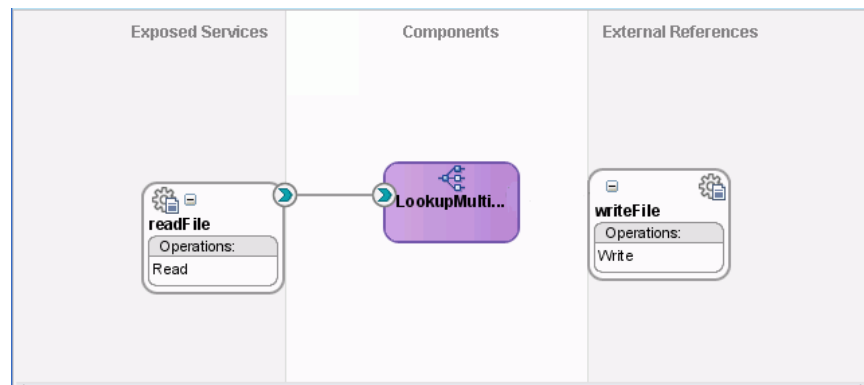 Exposed Services
Components
External References
readFile
Operations:
Read
LookupMulti...
writeFile
Operations:
Write